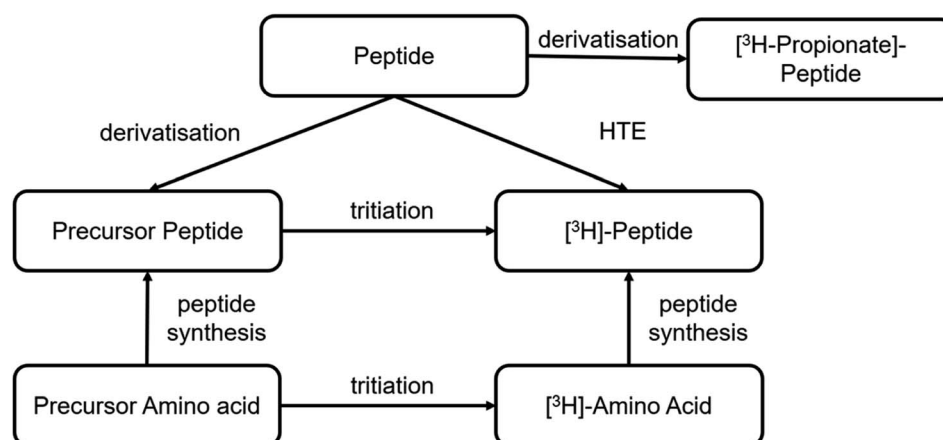 Peptide
derivatisation
[³H-Propionate]-
Peptide
derivatisation
HTE
Precursor Peptide
tritiation
[³H]-Peptide
peptide
synthesis
peptide
synthesis
Precursor Amino acid
tritiation
[³H]-Amino Acid